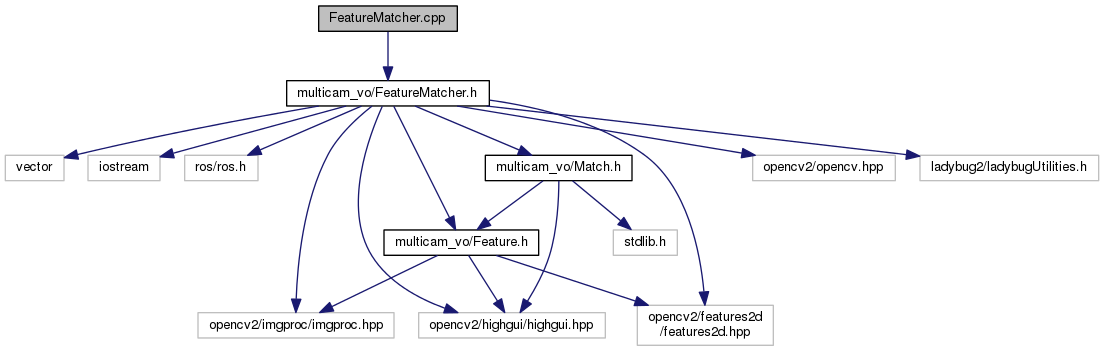 FeatureMatcher.cpp
multicam_vo/FeatureMatcher.h
vector
iostream
ros/ros.h
multicam_vo/Match.h
opencv2/opencv.hpp
ladybug2/ladybugUtilities.h
multicam_vo/Feature.h
stdlib.h
opencv2/imgproc/imgproc.hpp
opencv2/highgui/highgui.hpp
opencv2/features2d
/features2d.hpp